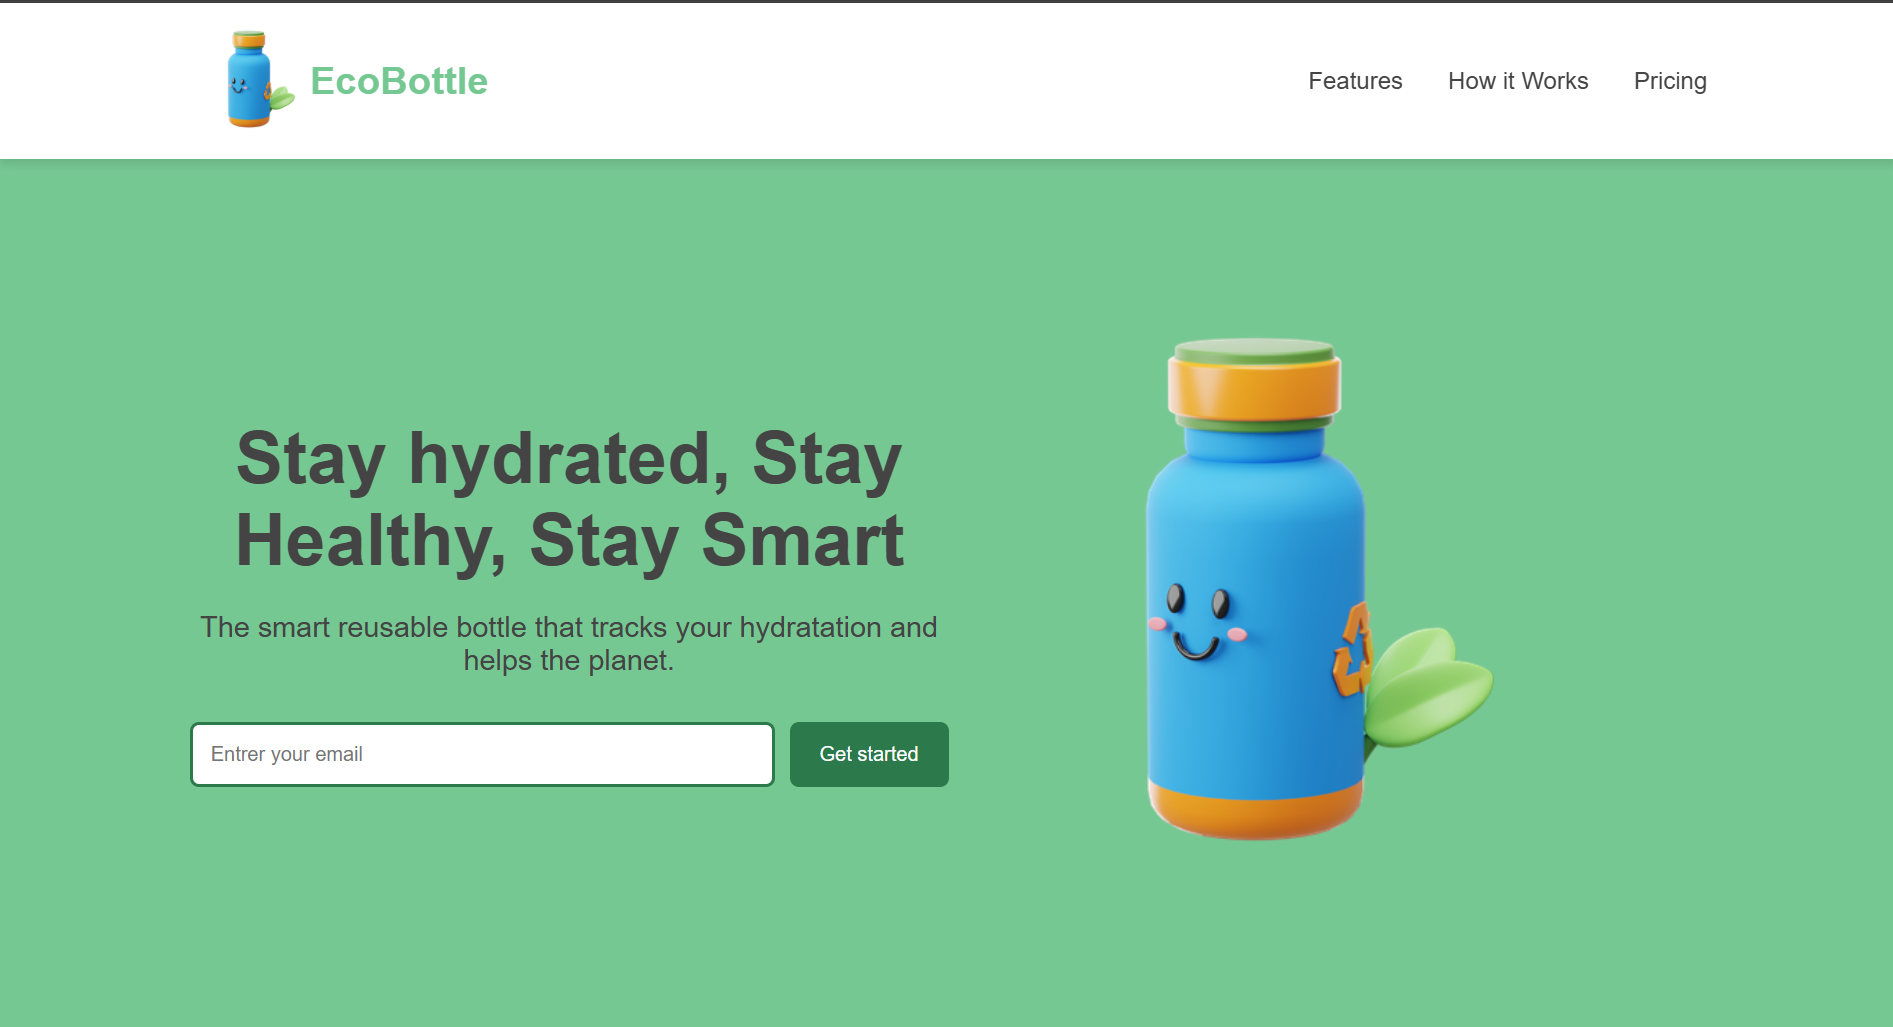 EcoBottle
Features
How it Works
Pricing
Stay hydrated, Stay
Healthy, Stay Smart
The smart reusable bottle that tracks your hydratation and
helps the planet.
Entrer your email
Get started